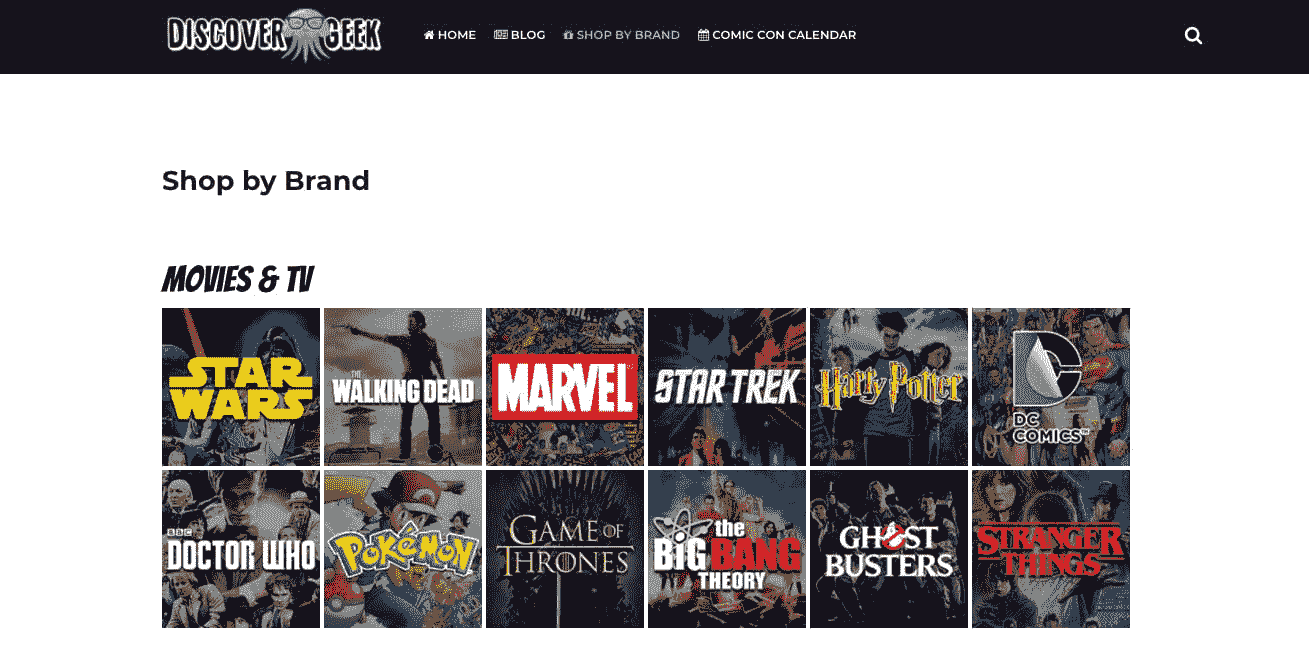 DISCOVER GEEK
HOME BLOG SHOP BY BRAND COMIC CON CALENDAR
Shop by Brand
MOVIES & TV
STAR
WARS
THE
WALKING DEAD
MARVEL
STAR TREK
Harry Potter
DC
COMICS™
BBC
DOCTOR WHO
POKéMON
GAME OF
THRONES
the
BIG BANG
THEORY
GHOST
BUSTERS
STRANGER
THINGS